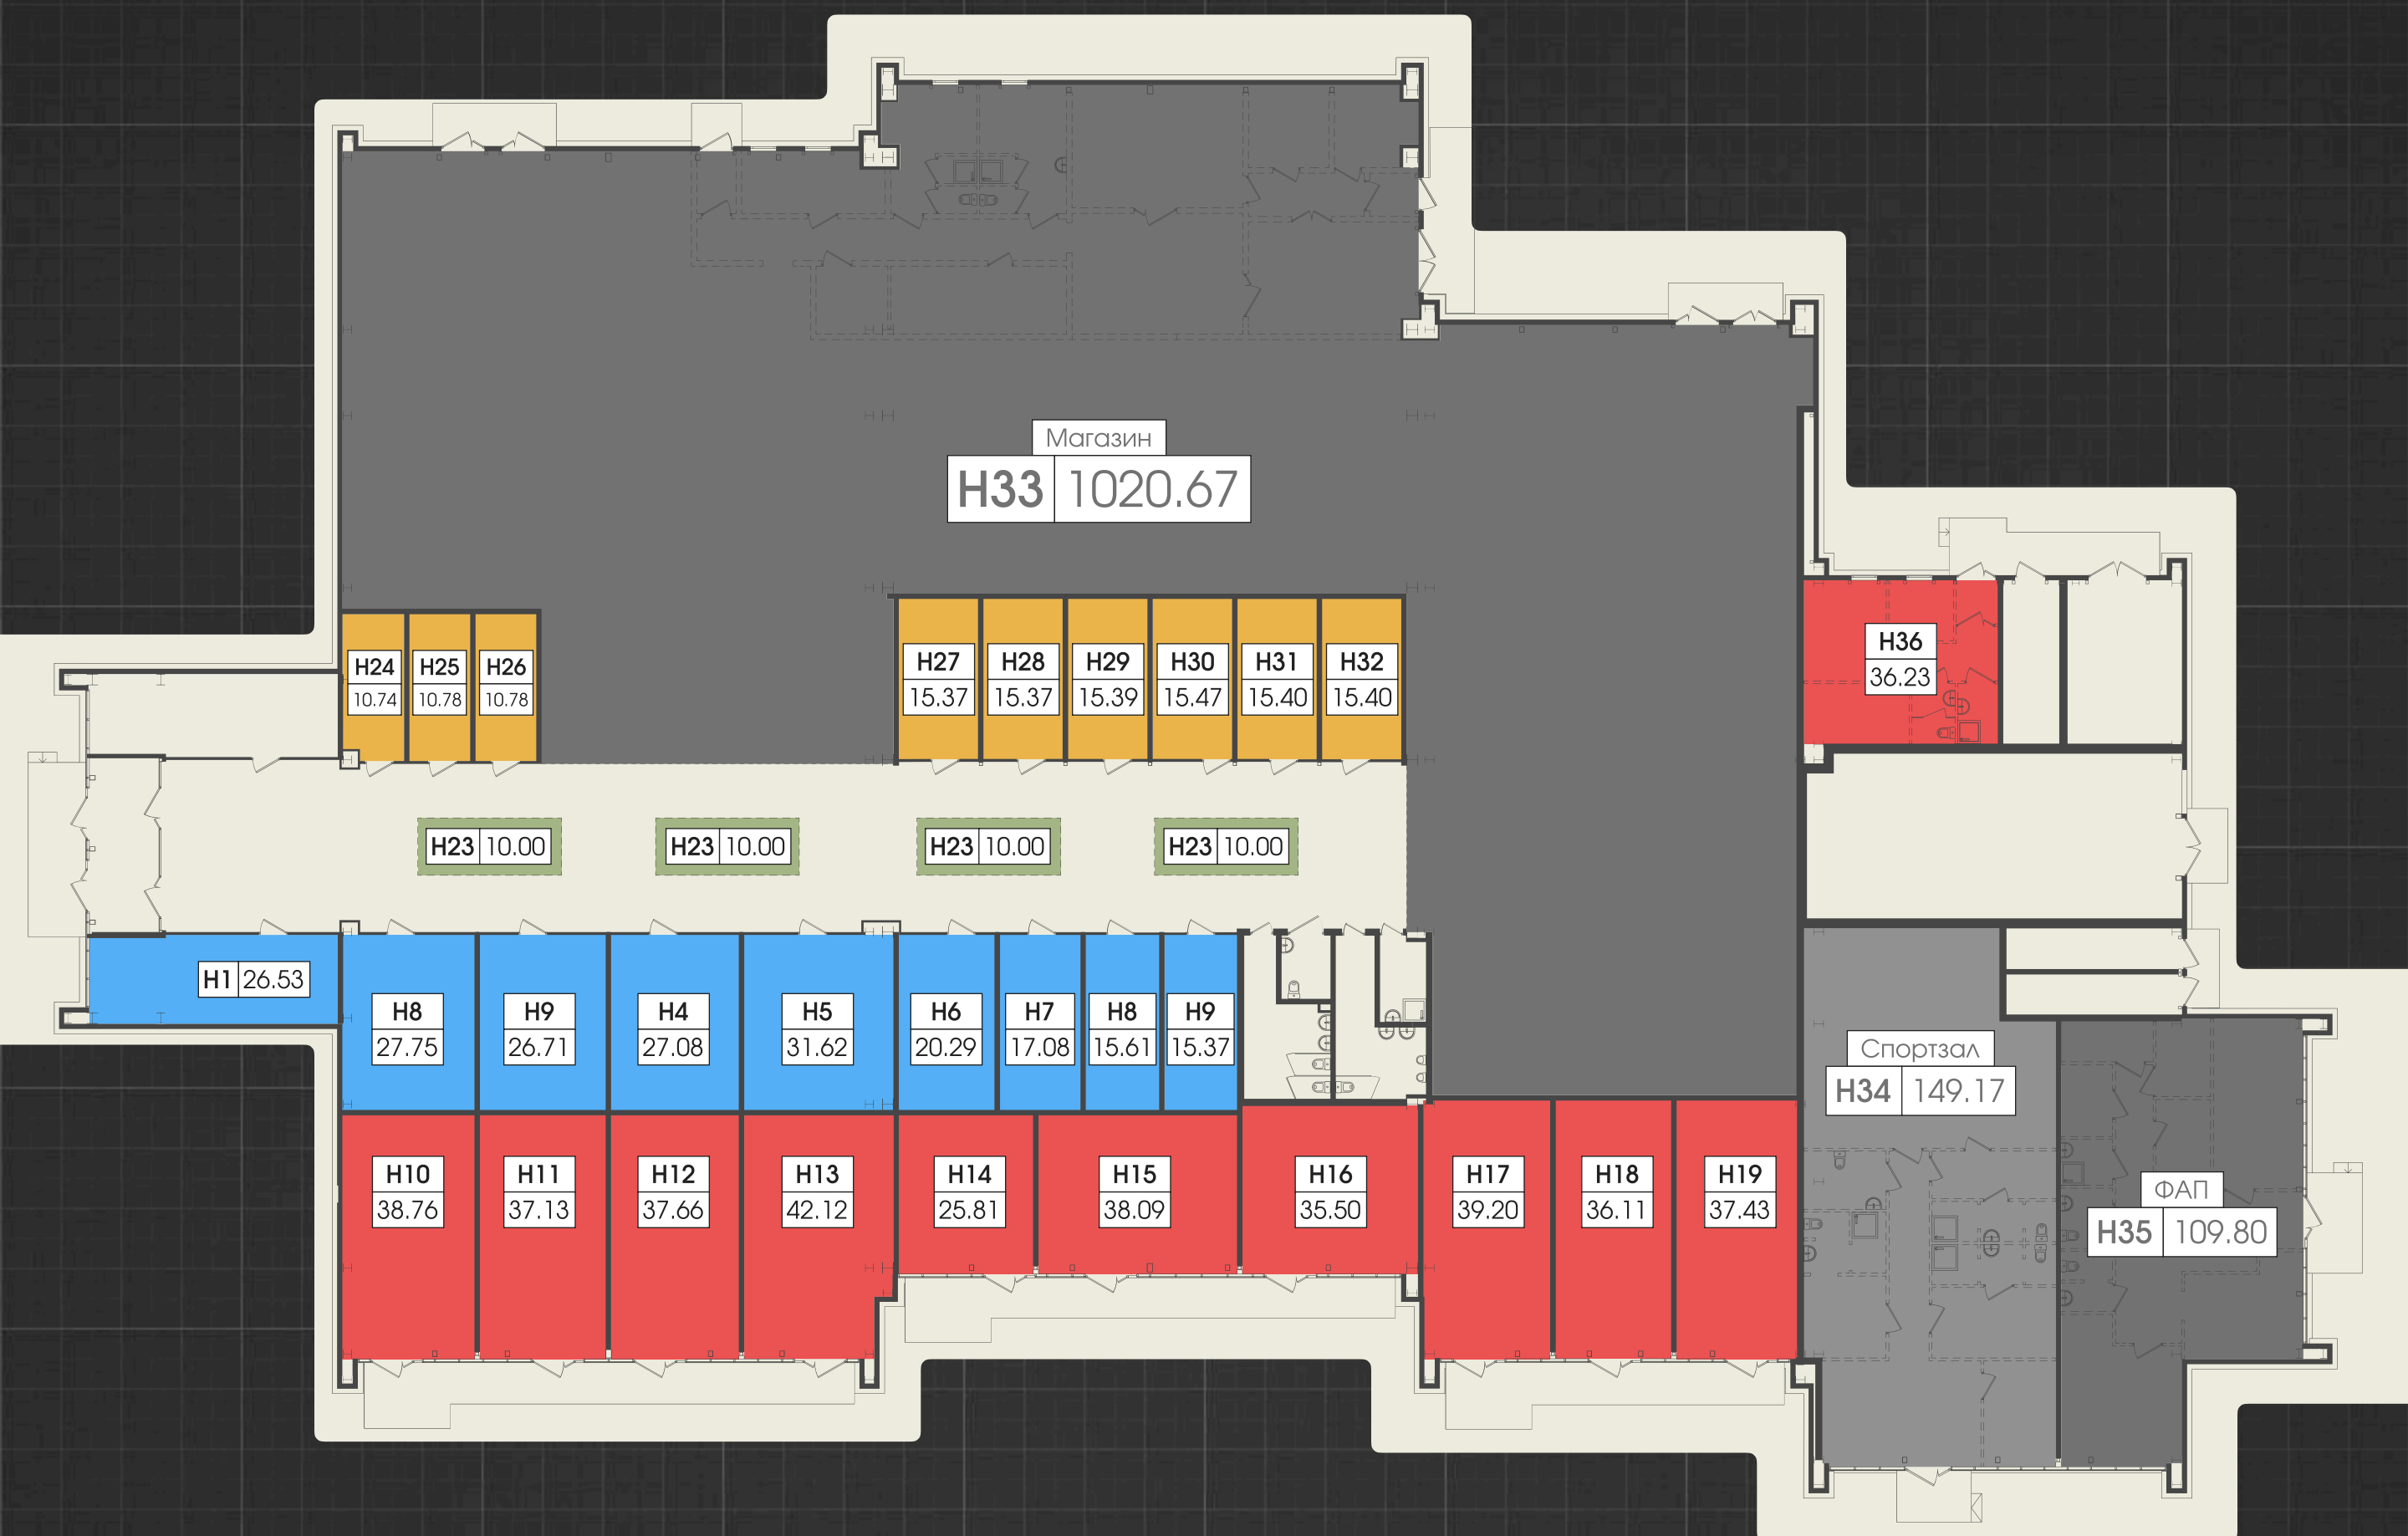 Магазин
Н33 1020.67
Н24
10.74
Н25
10.78
Н26
10.78
Н27
15.37
Н28
15.37
Н29
15.39
Н30
15.47
Н31
15.40
Н32
15.40
Н36
36.23
Н23 10.00
Н23 10.00
Н23 10.00
Н23 10.00
Н1 26.53
Н8
27.75
Н9
26.71
Н4
27.08
Н5
31.62
Н6
20.29
Н7
17.08
Н8
15.61
Н9
15.37
Спортзал
Н34 149.17
Н10
38.76
Н11
37.13
Н12
37.66
Н13
42.12
Н14
25.81
Н15
38.09
Н16
35.50
Н17
39.20
Н18
36.11
Н19
37.43
ФАП
Н35 109.80